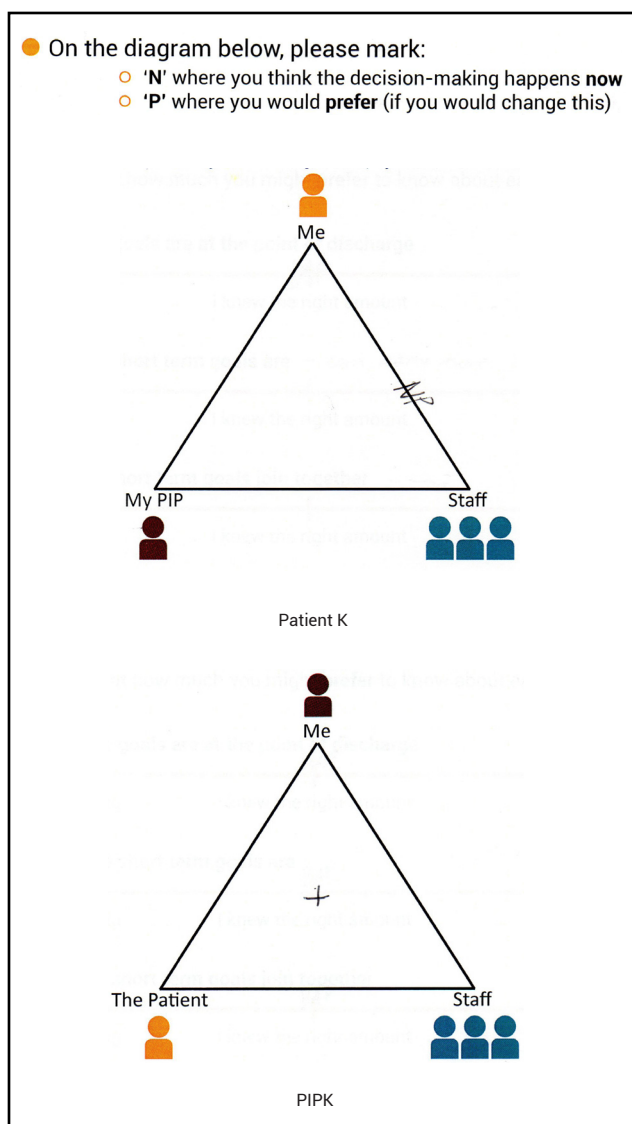 On the diagram below, please mark:
'N' where you think the decision-making happens now
'P' where you would prefer (if you would change this)
Me
NP
My PIP
Staff
Patient K
Me
+
The Patient
Staff
PIPK